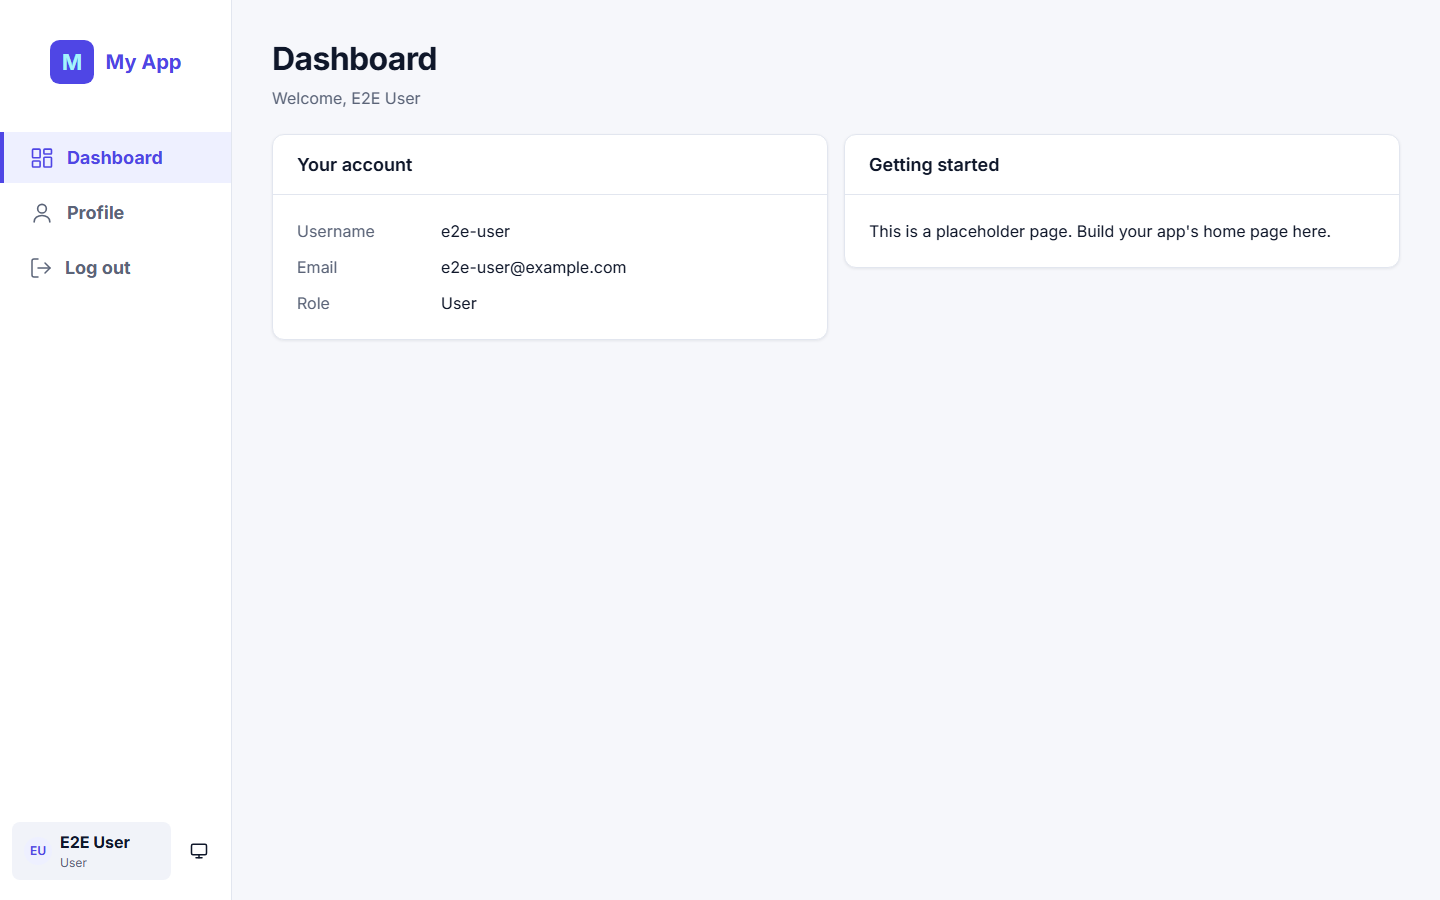 M My App
Dashboard
Profile
Log out
EU
E2E User
User
Dashboard
Welcome, E2E User
Your account
Username e2e-user
Email e2e-user@example.com
Role User
Getting started
This is a placeholder page. Build your app's home page here.